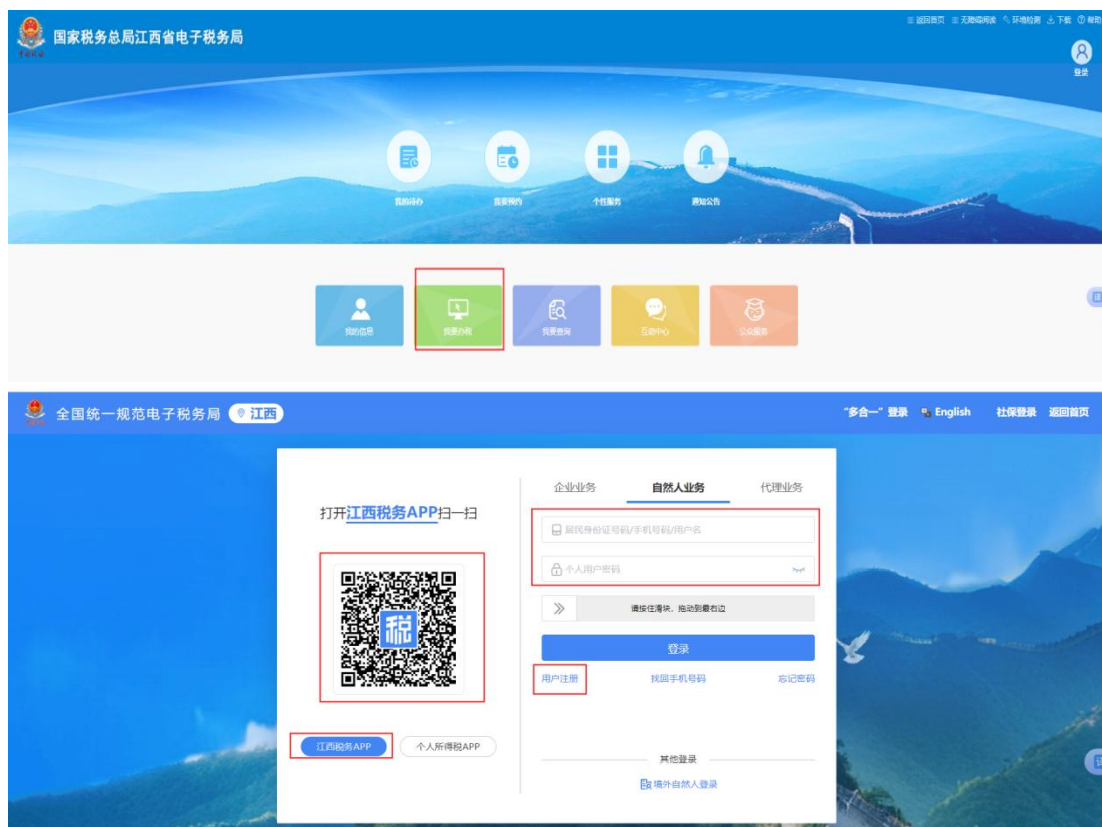 返回首页 无障碍阅读 环境检测 下载 帮助
国家税务总局江西省电子税务局
登录
我的待办 我要预约 个性服务 通知公告
我的信息 我要办税 我要查询 互动中心 公众服务
全国统一规范电子税务局 江西 “多合一”登录 English 社保登录 返回首页
企业业务 自然人业务 代理业务
打开江西税务APP扫一扫
居民身份证号码/手机号码/用户名
个人用户密码
税
请按住滑块，拖动到最右边
登录
用户注册 找回手机号码 忘记密码
江西税务APP 个人所得税APP
其他登录
境外自然人登录